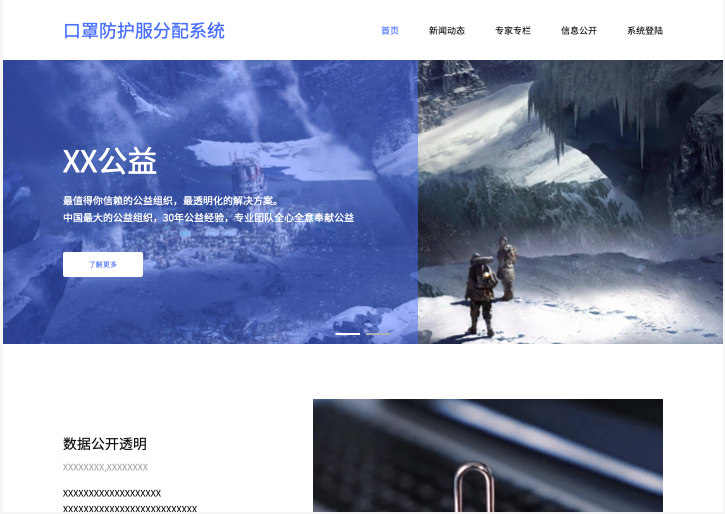 口罩防护服分配系统
首页 新闻动态 专家专栏 信息公开 系统登陆
XX公益
最值得你信赖的公益组织，最透明化的解决方案。
中国最大的公益组织，30年公益经验，专业团队全心全意奉献公益
了解更多
数据公开透明
XXXXXXXX,XXXXXXXX
XXXXXXXXXXXXXXXXXXX
XXXXXXXXXXXXXXXXXXXXXXXXXX